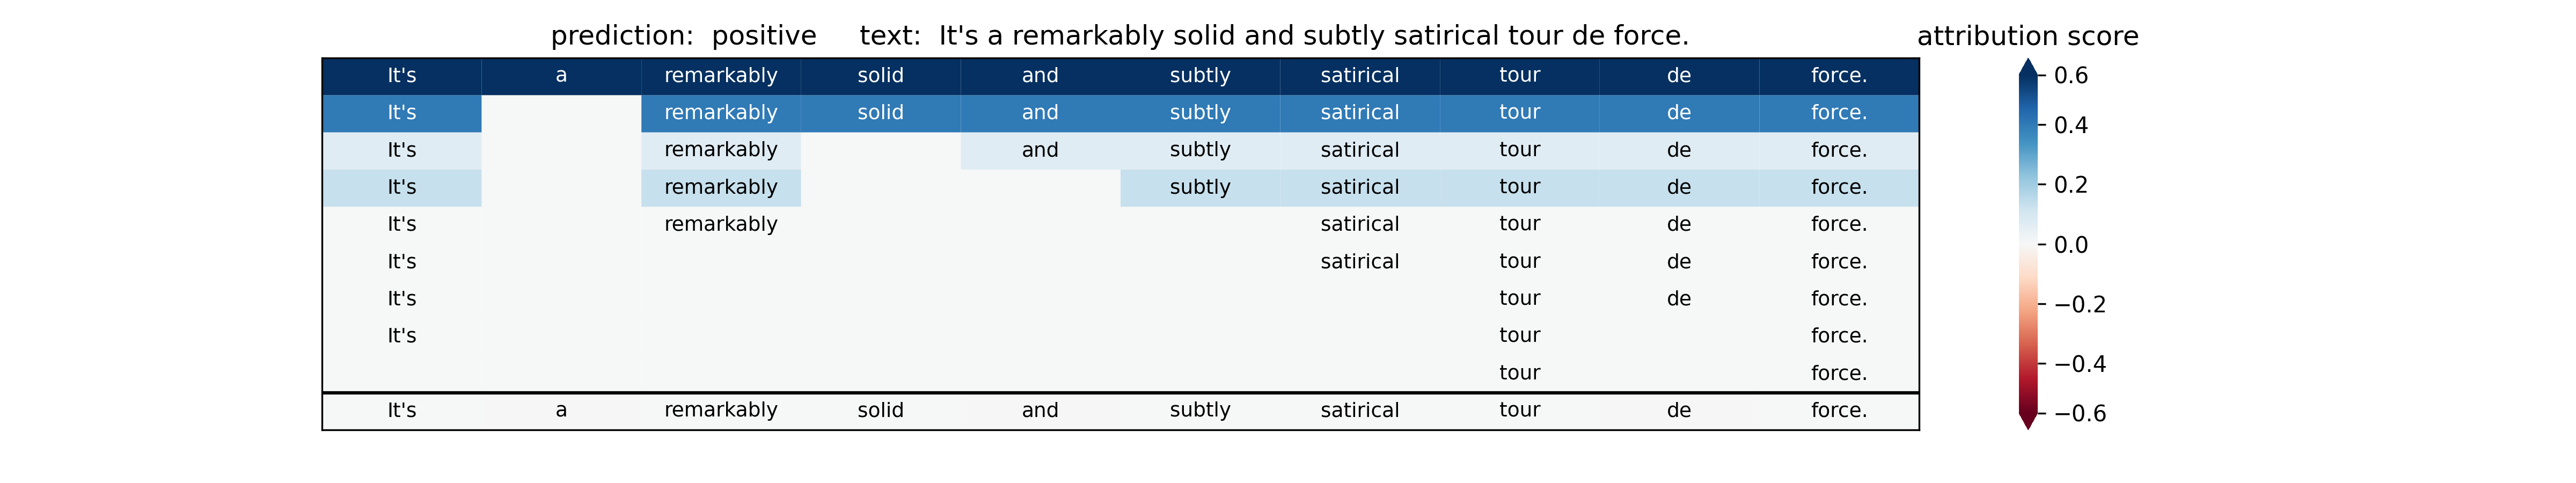 prediction:  positive     text:  It's a remarkably solid and subtly satirical tour de force.
attribution score
It's a remarkably solid and subtly satirical tour de force.
It's remarkably solid and subtly satirical tour de force.
It's remarkably and subtly satirical tour de force.
It's remarkably subtly satirical tour de force.
It's remarkably satirical tour de force.
It's satirical tour de force.
It's tour de force.
It's tour force.
tour force.
It's a remarkably solid and subtly satirical tour de force.
0.6
0.4
0.2
0.0
−0.2
−0.4
−0.6